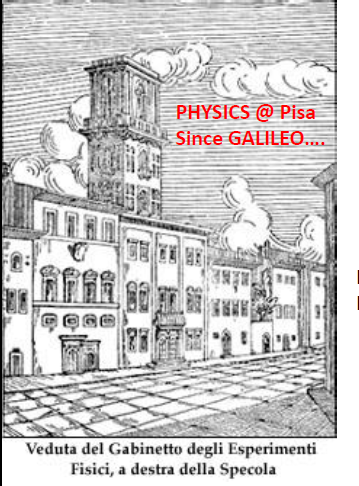 PHYSICS @ Pisa
Since GALILEO....
Veduta del Gabinetto degli Esperimenti
Fisici, a destra della Specola